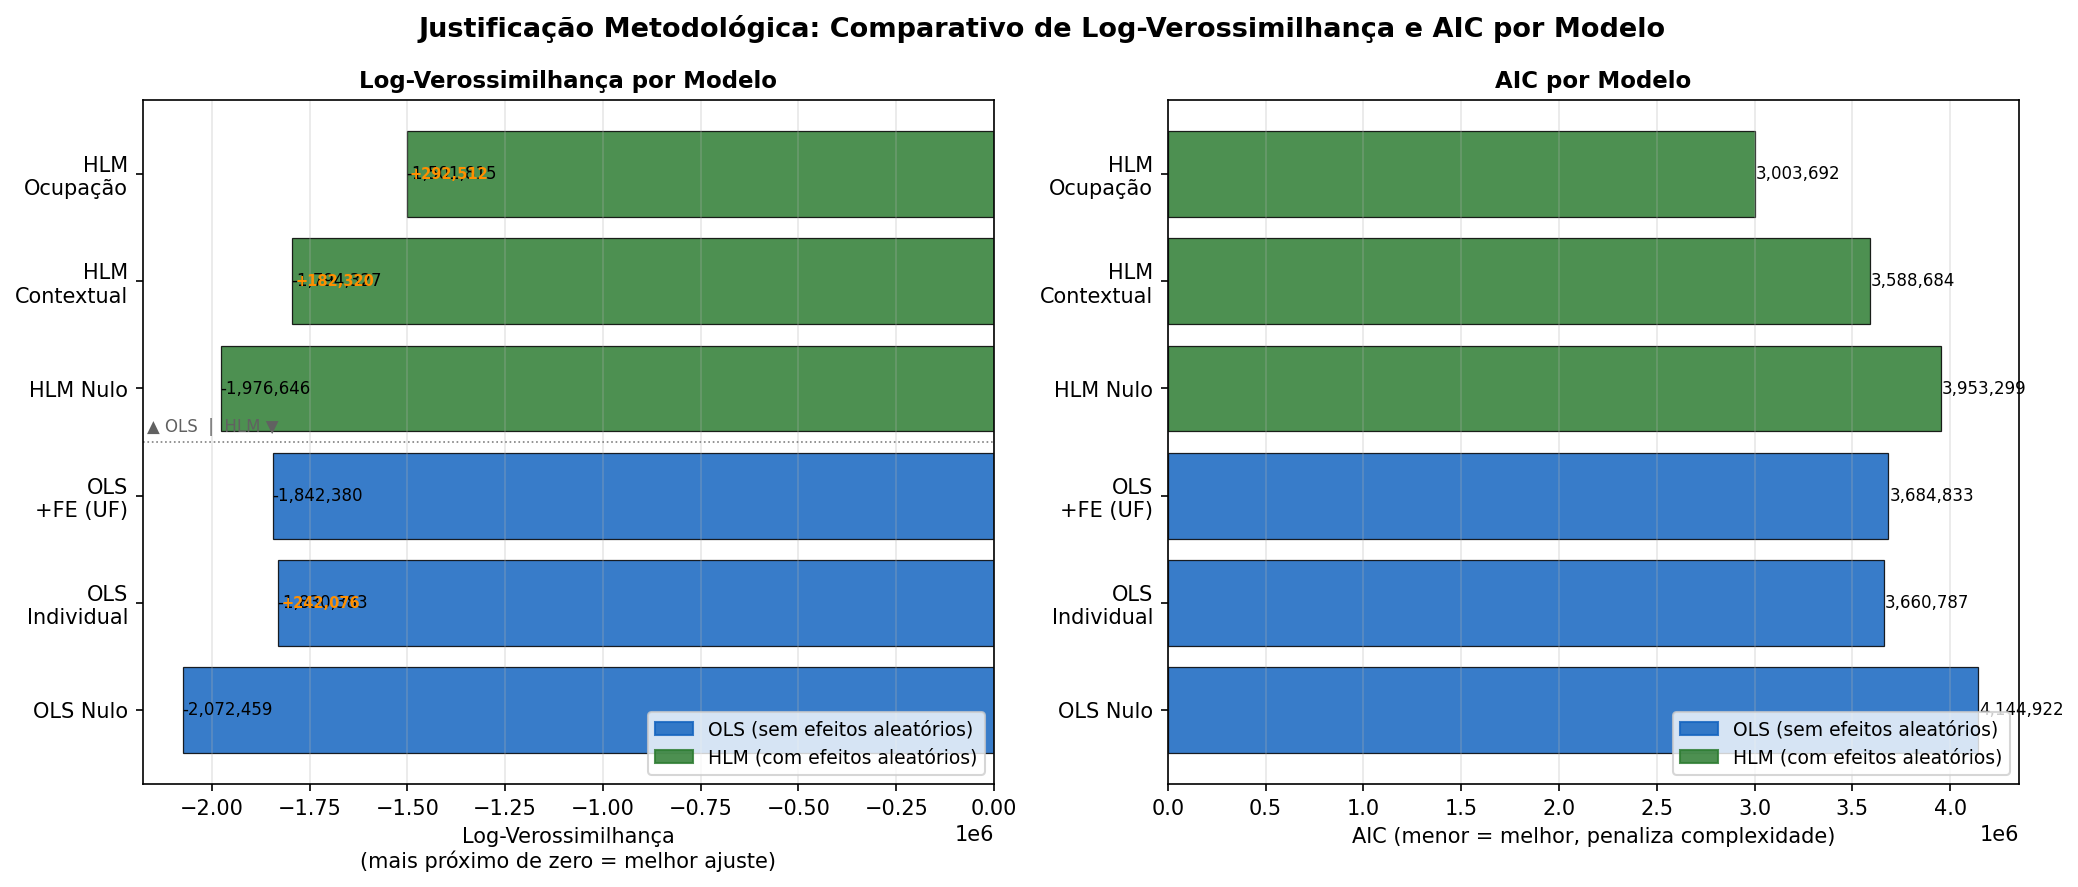 Justificação Metodológica: Comparativo de Log-Verossimilhança e AIC por Modelo
Log-Verossimilhança por Modelo
HLM
Ocupação
+292,512
HLM
Contextual
+182,320
HLM Nulo
-1,976,646
▲ OLS | HLM ▼
OLS
+FE (UF)
-1,842,380
OLS
Individual
+242,076
OLS Nulo
-2,072,459
OLS (sem efeitos aleatórios)
HLM (com efeitos aleatórios)
−2.00 −1.75 −1.50 −1.25 −1.00 −0.75 −0.50 −0.25 0.00
1e6
Log-Verossimilhança
(mais próximo de zero = melhor ajuste)
AIC por Modelo
HLM
Ocupação
3,003,692
HLM
Contextual
3,588,684
HLM Nulo
3,953,299
OLS
+FE (UF)
3,684,833
OLS
Individual
3,660,787
OLS Nulo
4,144,922
OLS (sem efeitos aleatórios)
HLM (com efeitos aleatórios)
0.0 0.5 1.0 1.5 2.0 2.5 3.0 3.5 4.0
1e6
AIC (menor = melhor, penaliza complexidade)